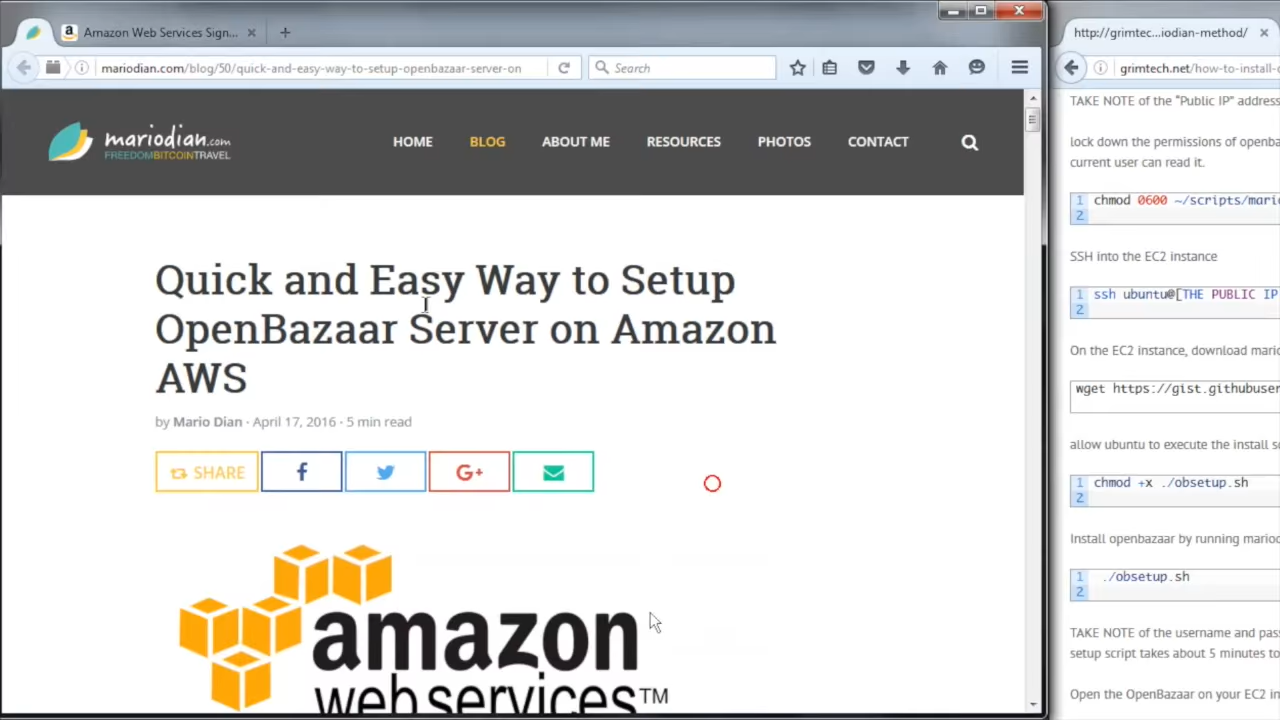 Amazon Web Services Sign...
mariodian.com/blog/50/quick-and-easy-way-to-setup-openbazaar-server-on
Search
mariodian.com
FREEDOMBITCOINTRAVEL
HOME
BLOG
ABOUT ME
RESOURCES
PHOTOS
CONTACT
Quick and Easy Way to Setup
OpenBazaar Server on Amazon
AWS
by Mario Dian · April 17, 2016 · 5 min read
SHARE
G+
amazon
webservices™
http://grimtec...iodian-method/
grimtech.net/how-to-install-
TAKE NOTE of the "Public IP" addres
lock down the permissions of openba
current user can read it.
1 chmod 0600 ~/scripts/mari
2
SSH into the EC2 instance
1 ssh ubuntu@[THE PUBLIC IP
2
On the EC2 instance, download mario
wget https://gist.githubuser
allow ubuntu to execute the install s
1 chmod +x ./obsetup.sh
2
Install openbazaar by running mario
1 ./obsetup.sh
2
TAKE NOTE of the username and pas
setup script takes about 5 minutes to
Open the OpenBazaar on your EC2 in